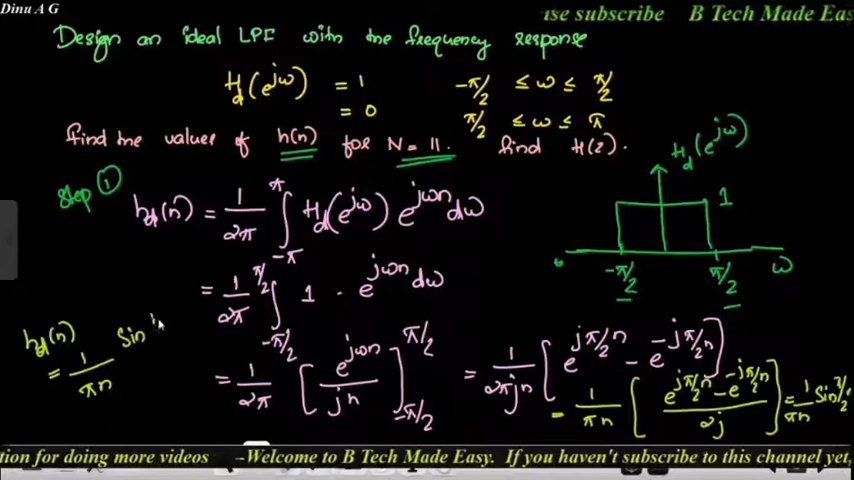 Dinu A G
use subscribe B Tech Made Easy
Design an ideal LPF with the frequency response
H_d(e^{jω}) = 1 -π/2 ≤ ω ≤ π/2
= 0 π/2 ≤ ω ≤ π
find the values of h(n) for N = 11. find H(z).
H_d(e^{jω})
1
-π/2 π/2 ω
step ①
h_d(n) = 1/2π ∫_{-π}^{π} H_d(e^{jω}) e^{jωn} dω
= 1/2π ∫_{-π/2}^{π/2} 1 · e^{jωn} dω
= 1/2π [e^{jωn}/jn]_{-π/2}^{π/2} = 1/2πjn [e^{jπ/2 n} - e^{-jπ/2 n}]
= 1/πn [(e^{jπ/2 n} - e^{-jπ/2 n})/2j] = 1/πn
h_d(n)
= 1/πn Sin
tion for doing more videos –Welcome to B Tech Made Easy. If you haven't subscribe to this channel yet,